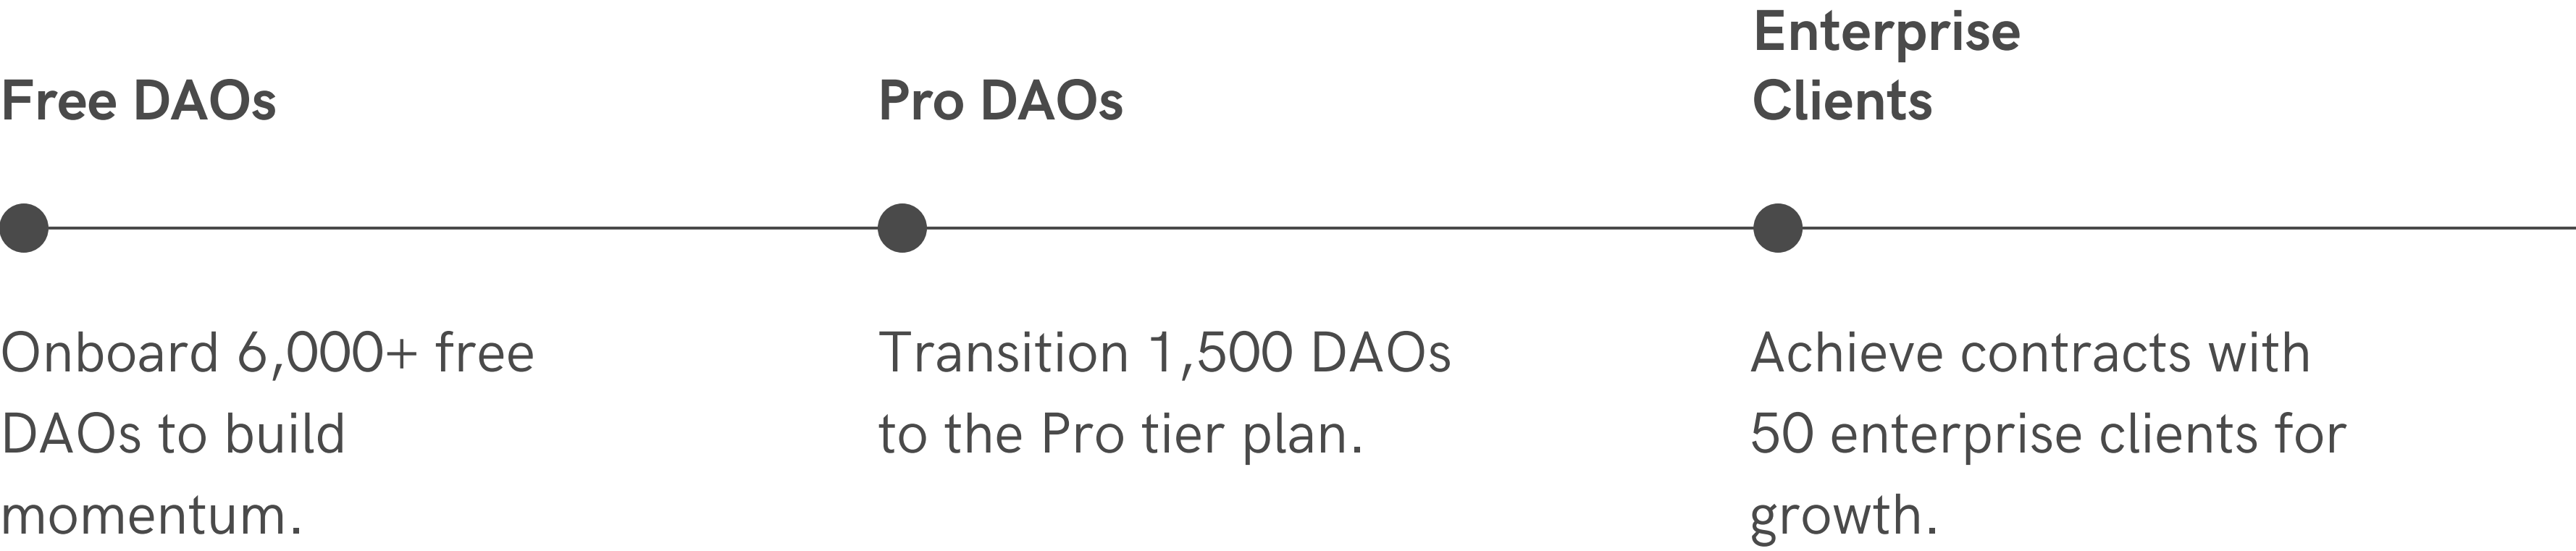 Free DAOs
Onboard 6,000+ free
DAOs to build
momentum.
Pro DAOs
Transition 1,500 DAOs
to the Pro tier plan.
Enterprise
Clients
Achieve contracts with
50 enterprise clients for
growth.